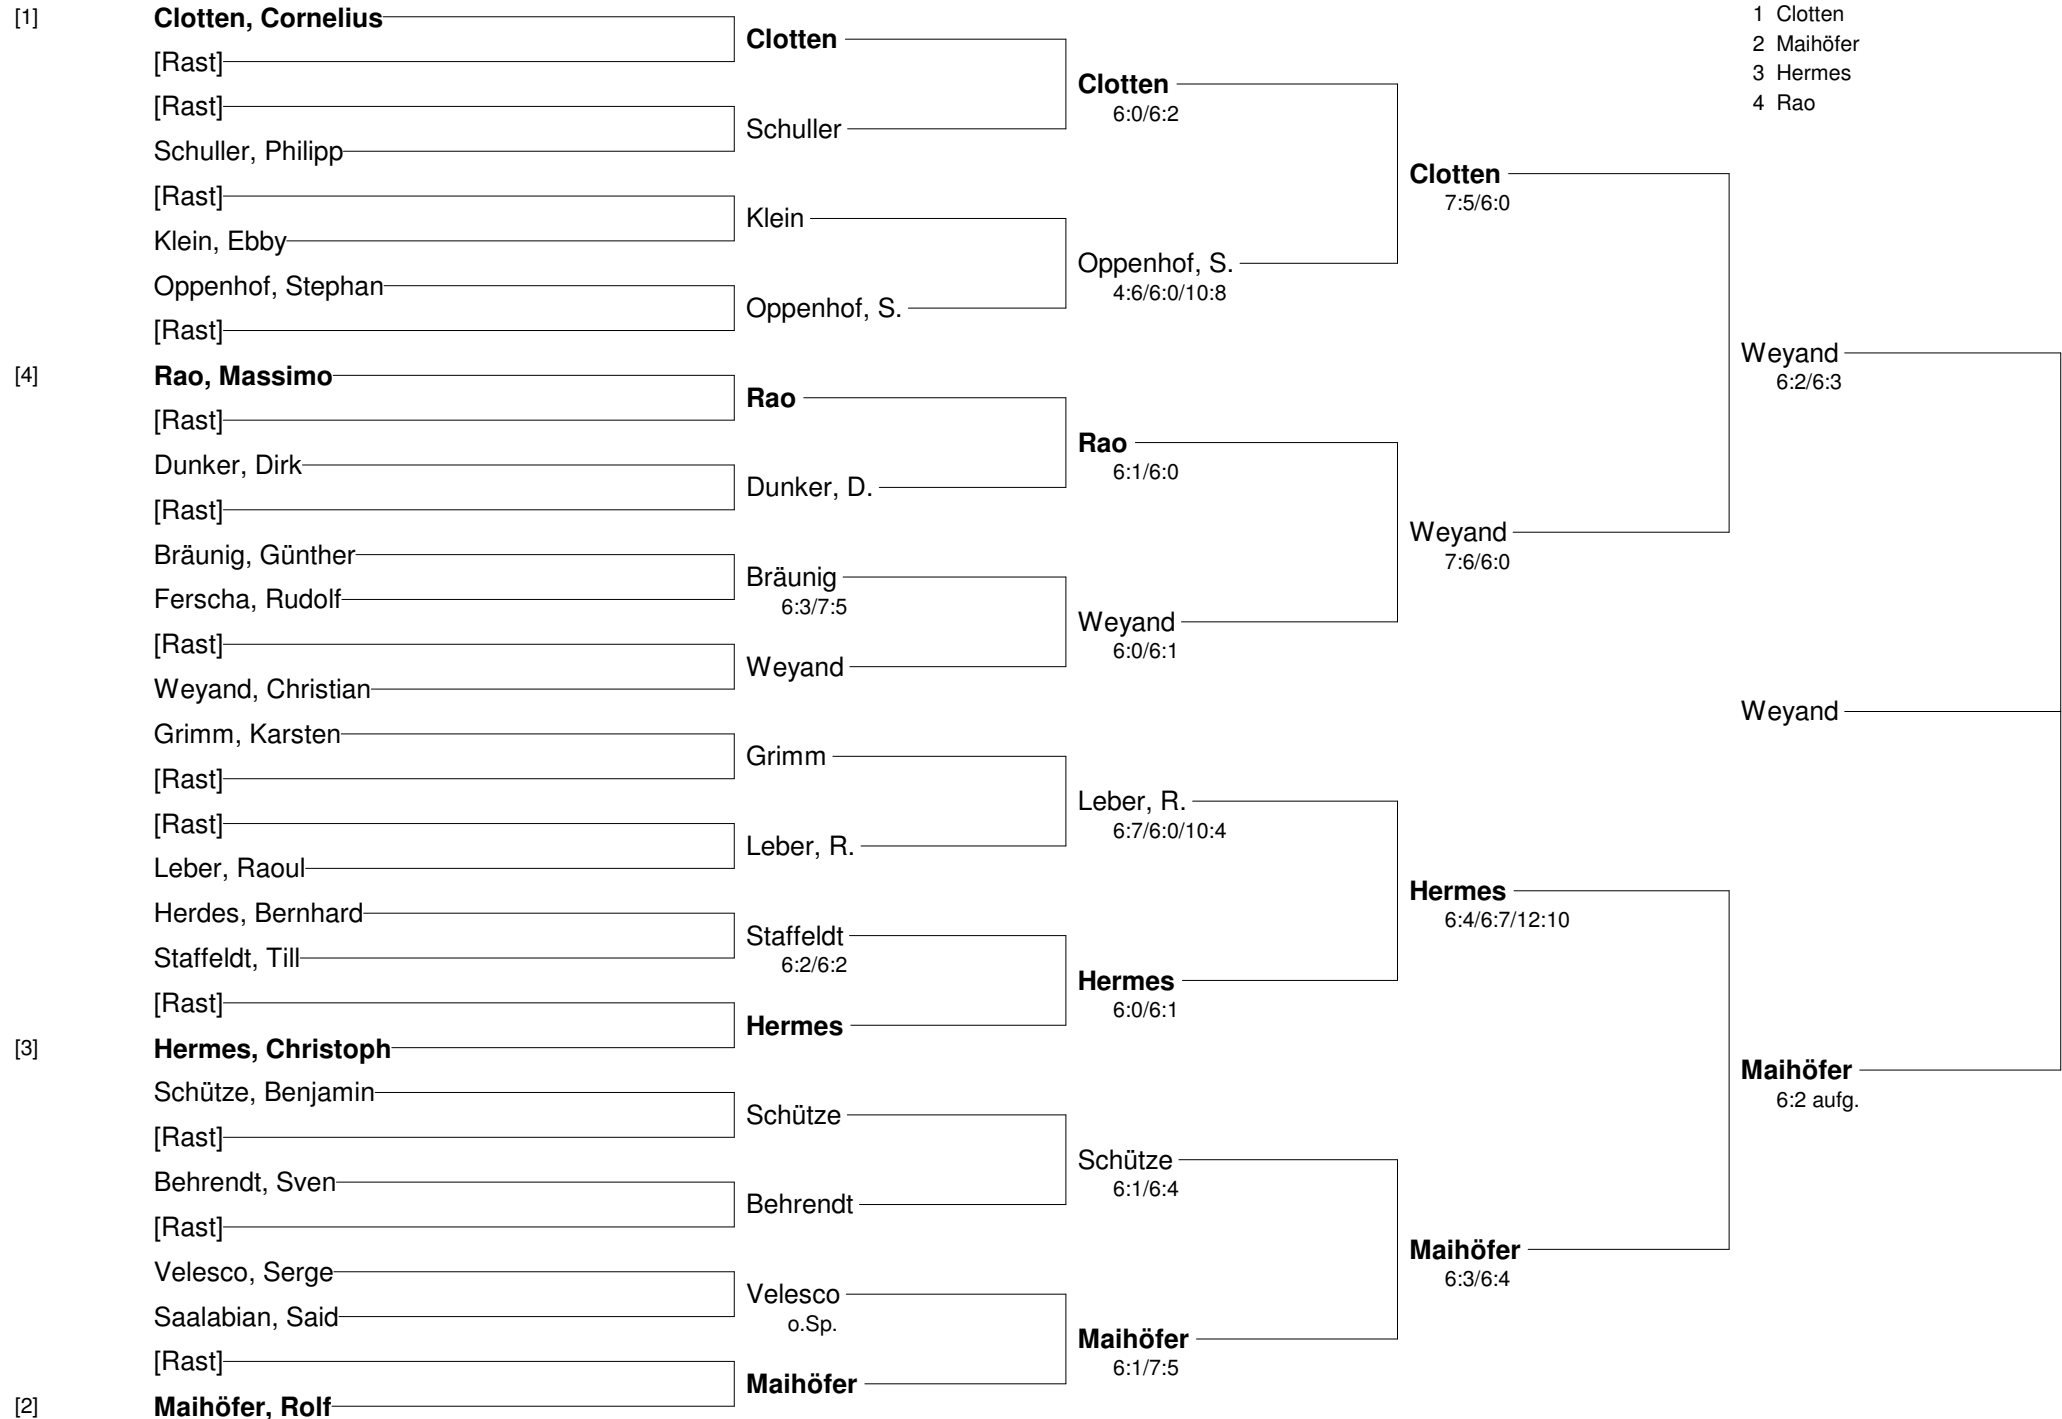 [1]
Clotten, Cornelius
[Rast]
[Rast]
Schuller, Philipp
[Rast]
Klein, Ebby
Oppenhof, Stephan
[Rast]
[4]
Rao, Massimo
[Rast]
Dunker, Dirk
[Rast]
Bräunig, Günther
Ferscha, Rudolf
[Rast]
Weyand, Christian
Grimm, Karsten
[Rast]
[Rast]
Leber, Raoul
Herdes, Bernhard
Staffeldt, Till
[Rast]
[3]
Hermes, Christoph
Schütze, Benjamin
[Rast]
Behrendt, Sven
[Rast]
Velesco, Serge
Saalabian, Said
[Rast]
[2]
Maihöfer, Rolf
Clotten
Schuller
Klein
Oppenhof, S.
Rao
Dunker, D.
Bräunig
6:3/7:5
Weyand
Grimm
Leber, R.
Staffeldt
6:2/6:2
Hermes
Schütze
Behrendt
Velesco
o.Sp.
Maihöfer
Clotten
6:0/6:2
Oppenhof, S.
4:6/6:0/10:8
Rao
6:1/6:0
Weyand
6:0/6:1
Leber, R.
6:7/6:0/10:4
Hermes
6:0/6:1
Schütze
6:1/6:4
Maihöfer
6:1/7:5
Clotten
7:5/6:0
Weyand
7:6/6:0
Hermes
6:4/6:7/12:10
Maihöfer
6:3/6:4
1 Clotten
2 Maihöfer
3 Hermes
4 Rao
Weyand
6:2/6:3
Weyand
Maihöfer
6:2 aufg.